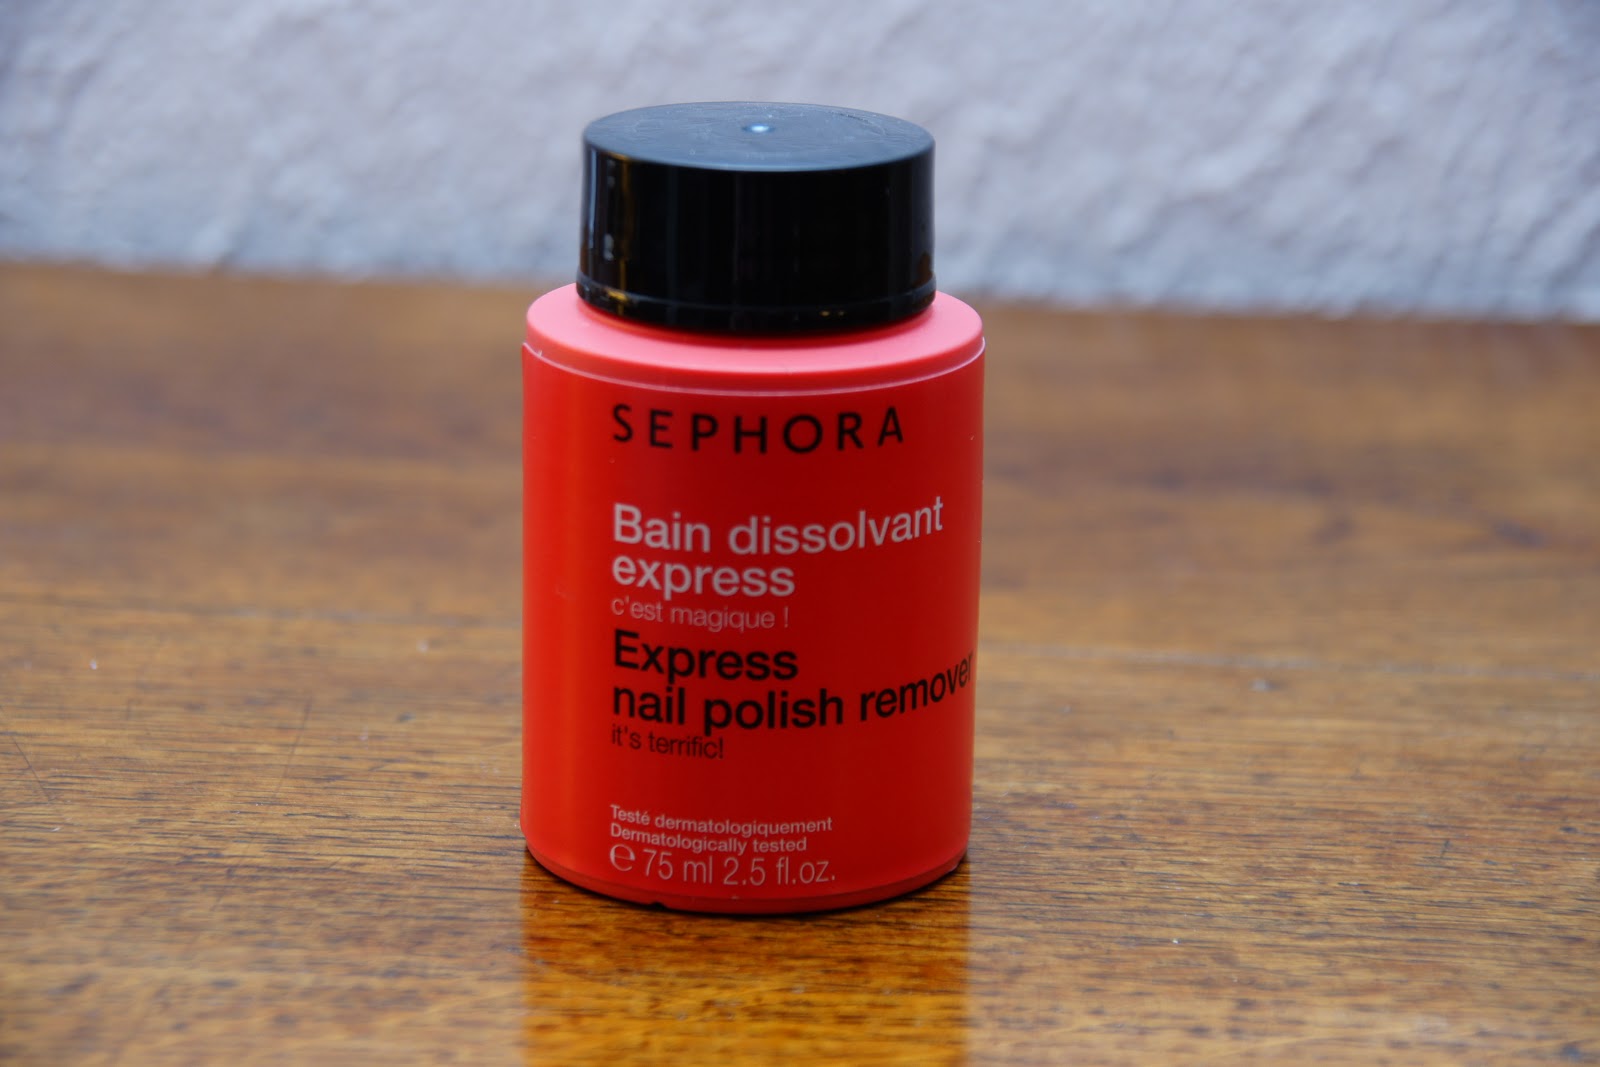 SEPHORA
Bain dissolvant
express
c'est magique !
Express
nail polish remover
it's terrific!
Testé dermatologiquement
Dermatologically tested
℮ 75 ml 2.5 fl.oz.